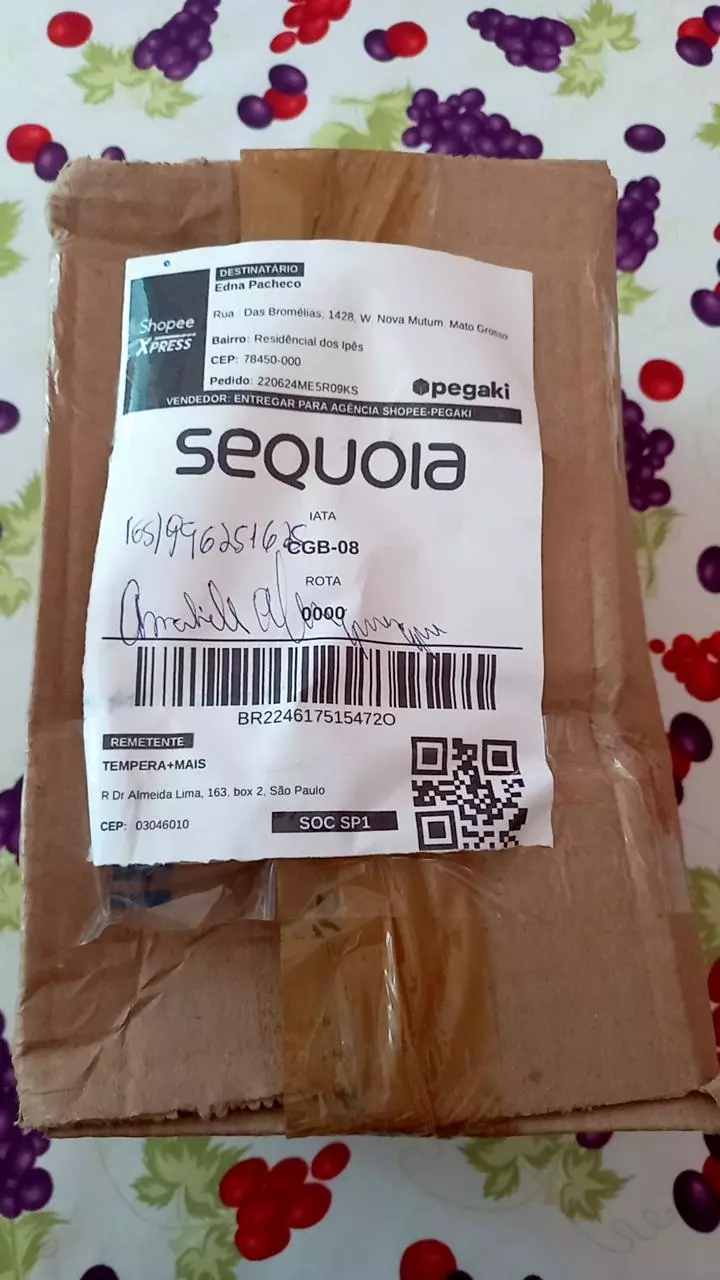 DESTINATÁRIO
Edna Pacheco
Shopee
XPRESS
Rua : Das Bromélias, 1428, W, Nova Mutum, Mato Grosso
Bairro: Residêncial dos Ipês
CEP: 78450-000
Pedido: 220624ME5R09KS
pegaki
VENDEDOR: ENTREGAR PARA AGÊNCIA SHOPEE-PEGAKI
sequoia
IATA
CGB-08
ROTA
0000
BR224617515472O
REMETENTE
TEMPERA+MAIS
R Dr Almeida Lima, 163, box 2, São Paulo
CEP: 03046010
SOC SP1